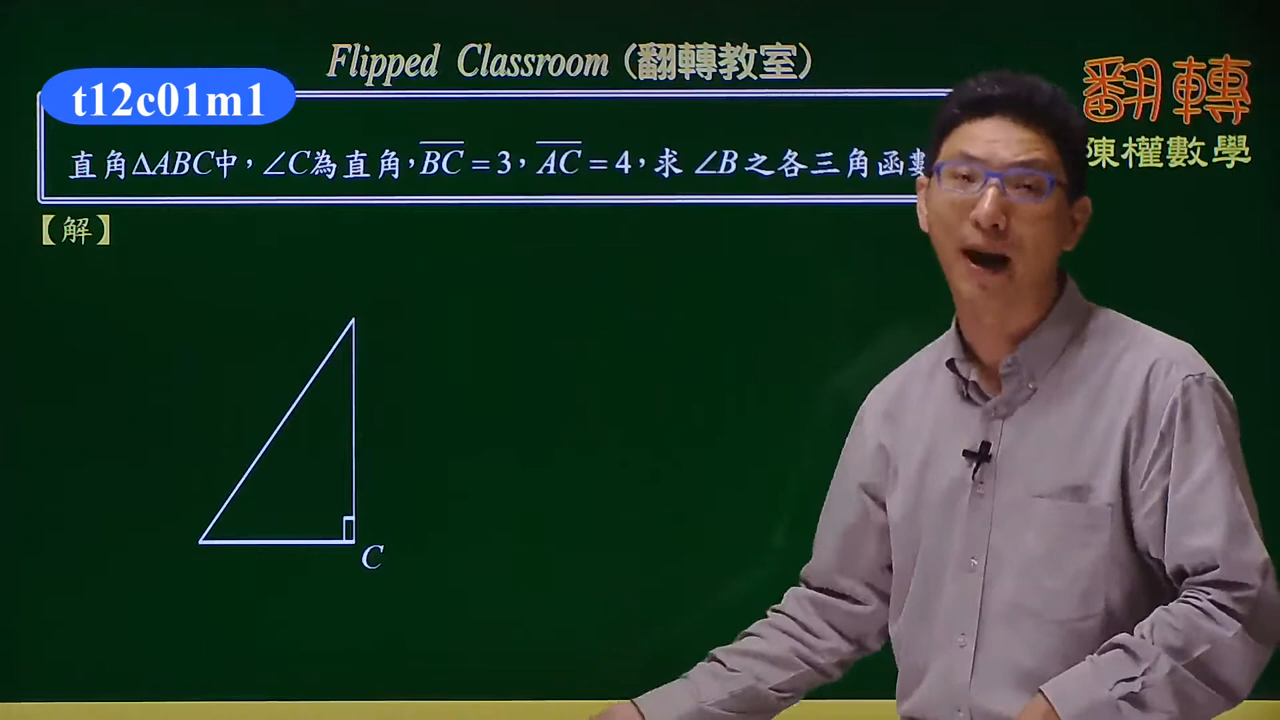 Flipped Classroom (翻轉教室)
翻轉
陳權數學
t12c01m1
直角ΔABC中,∠C為直角,BC=3, AC=4,求 ∠B之各三角函
【解】
C